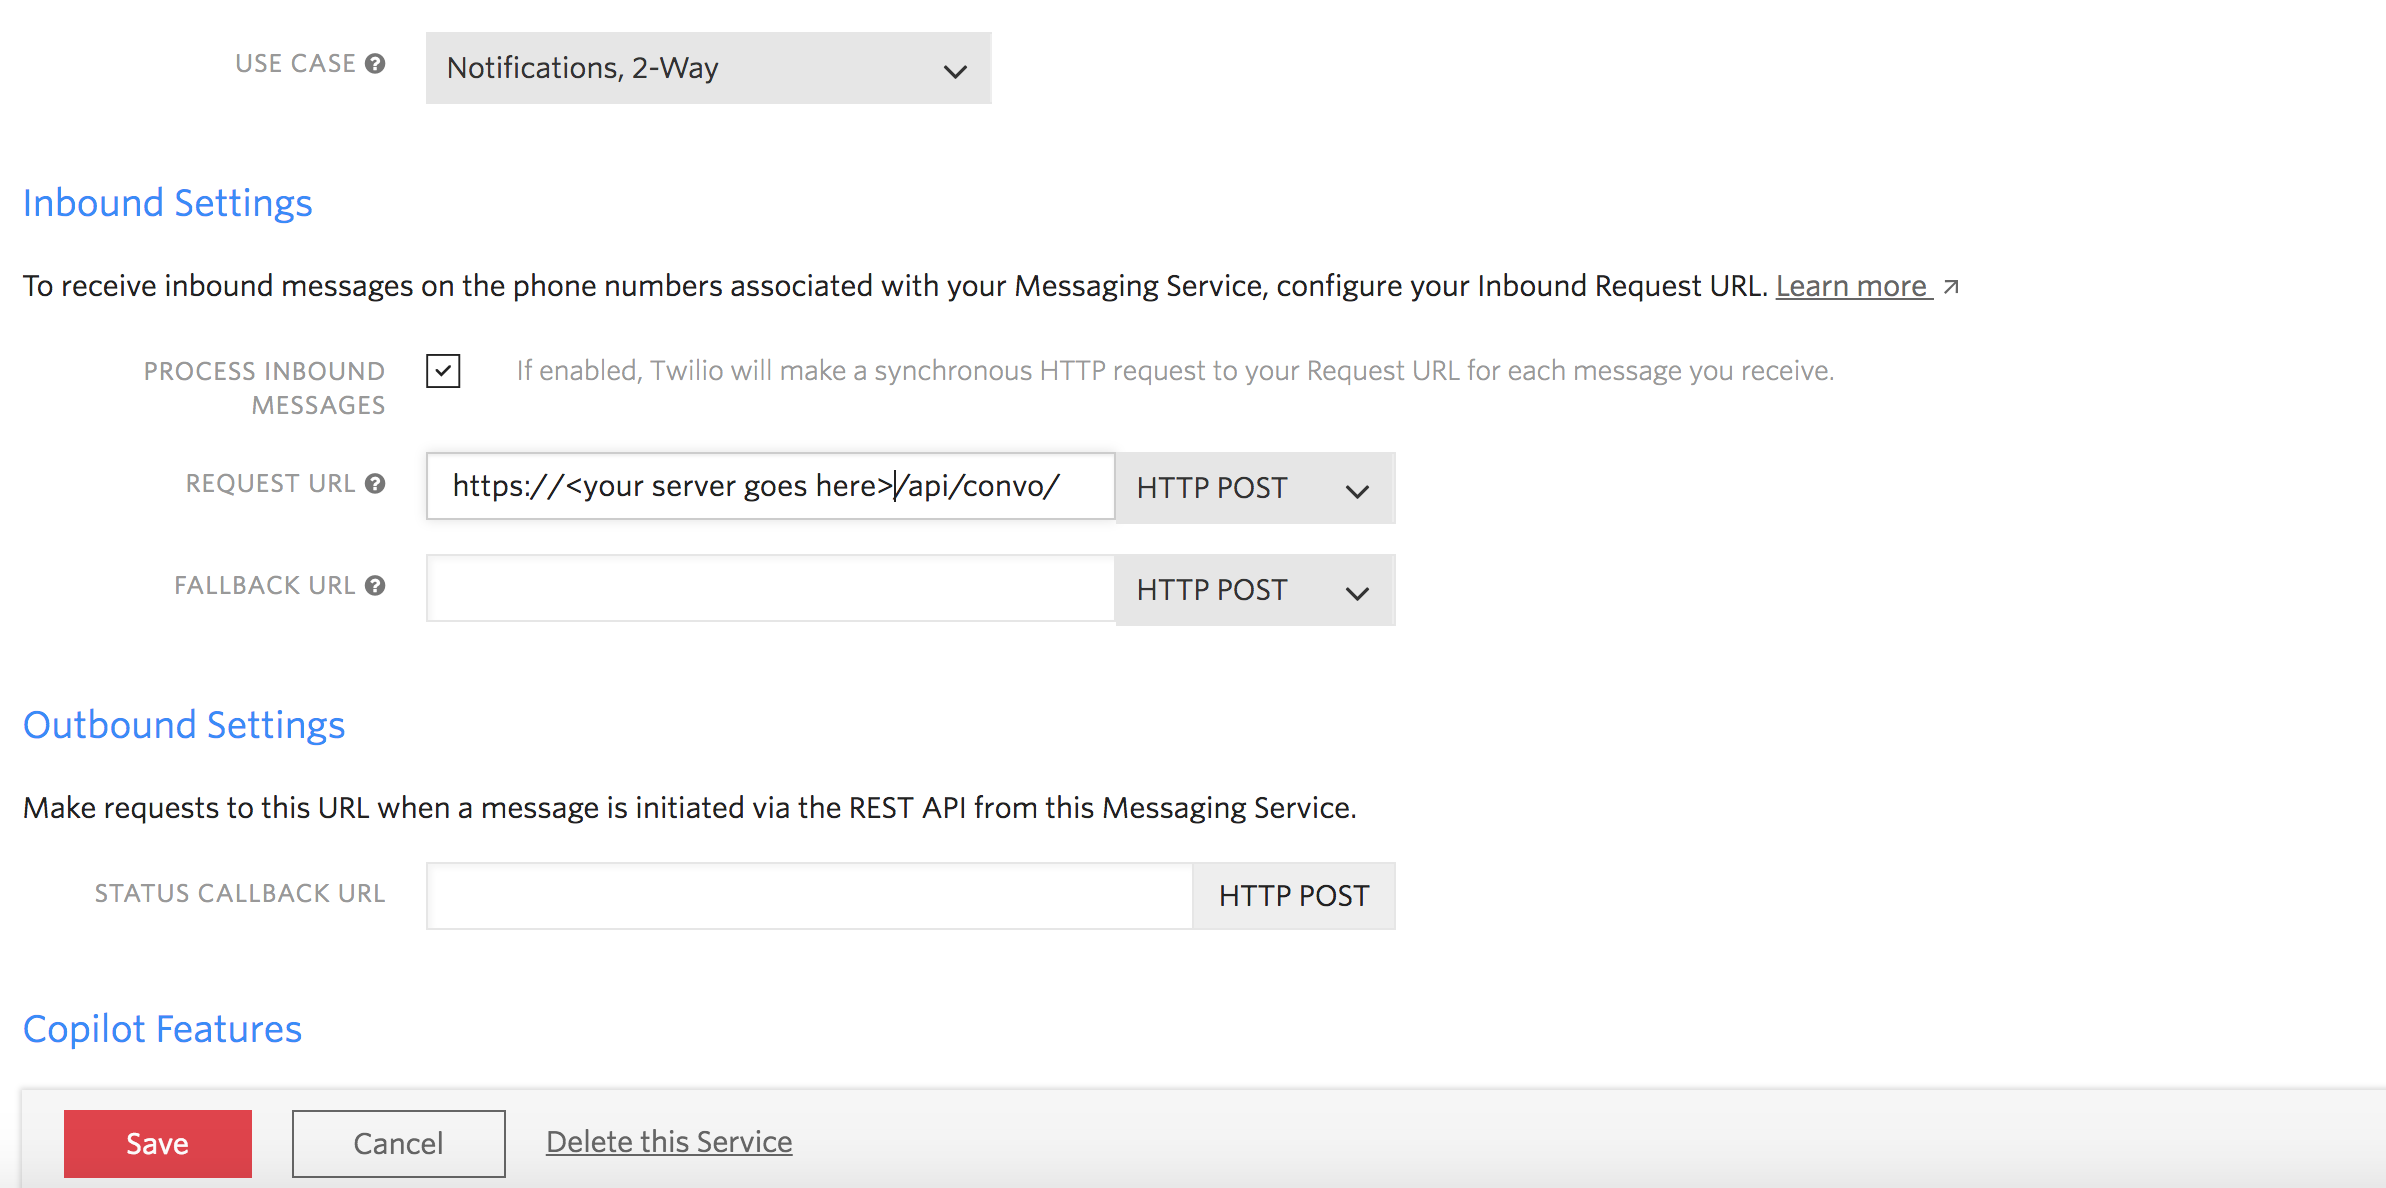 USE CASE ?
Notifications, 2-Way
Inbound Settings
To receive inbound messages on the phone numbers associated with your Messaging Service, configure your Inbound Request URL. Learn more
PROCESS INBOUND
MESSAGES
If enabled, Twilio will make a synchronous HTTP request to your Request URL for each message you receive.
REQUEST URL ?
https://<your server goes here>/api/convo/
HTTP POST
FALLBACK URL ?
HTTP POST
Outbound Settings
Make requests to this URL when a message is initiated via the REST API from this Messaging Service.
STATUS CALLBACK URL
HTTP POST
Copilot Features
Save
Cancel
Delete this Service